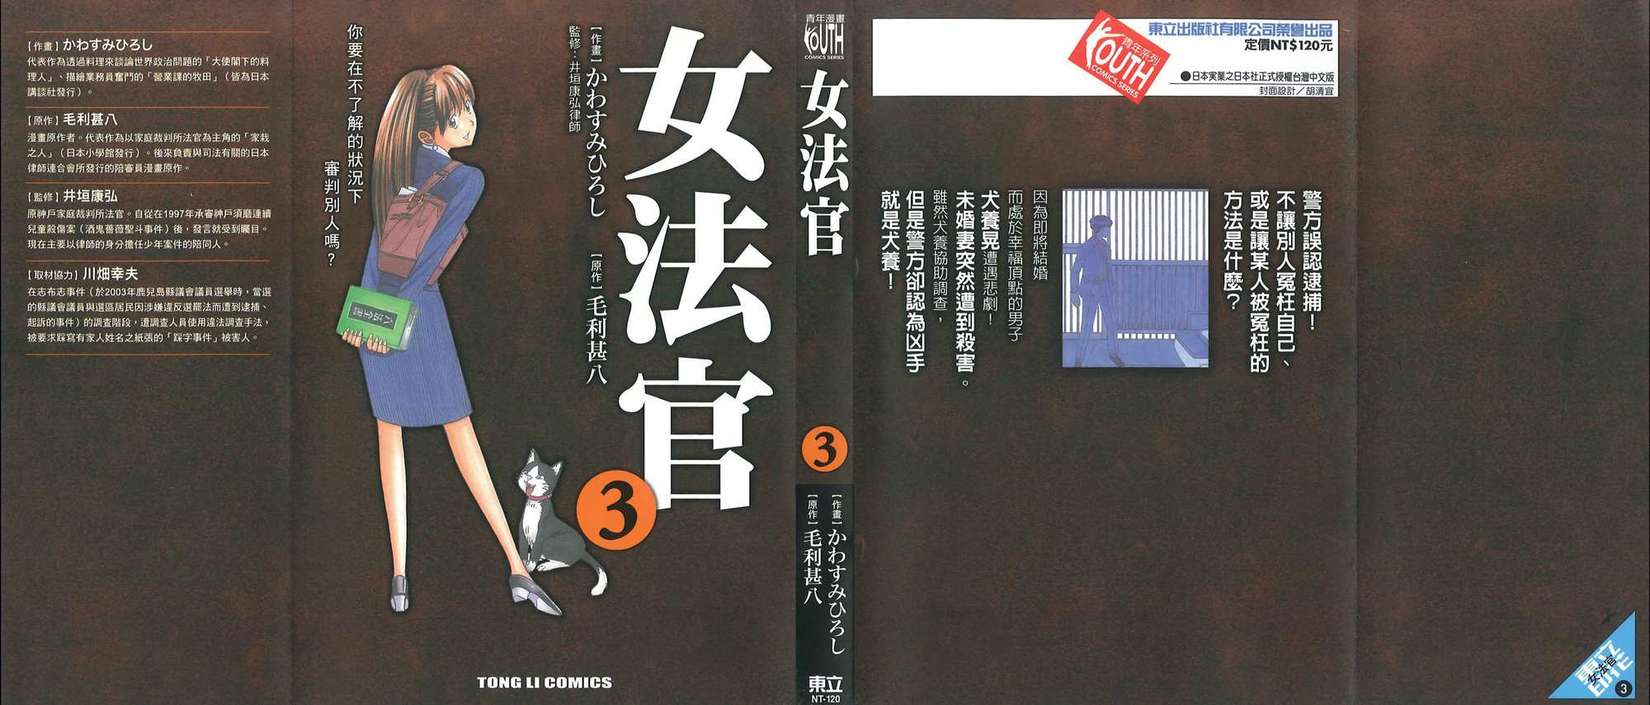 【作畫】かわすみひろし
代表作為透過料理來談論世界政治問題的「大使閣下的料
理人」、描繪業務員奮鬥的「營業課的牧田」（皆為日本
講談社發行）。
【原作】毛利甚八
漫畫原作者。代表作為以家庭裁判所法官為主角的「家栽
之人」（日本小學館發行）。後來負責與司法有關的日本
律師連合會所發行的陪審員漫畫原作。
【監修】井垣康弘
原神戶家庭裁判所法官。自從在1997年承審神戶須磨連續
兒童殺傷案（酒鬼薔薇聖斗事件）後，發言就受到矚目。
現在主要以律師的身分擔任少年案件的陪同人。
【取材協力】川畑幸夫
在志布志事件（於2003年鹿兒島縣議會議員選舉時，當選
的縣議會議員與選區居民因涉嫌違反選罷法而遭到逮捕、
起訴的事件）的調查階段，遭調查人員使用違法調查手法，
被要求踩寫有家人姓名之紙張的「踩字事件」被害人。
你要在不了解的狀況下
審判別人嗎？
六法全書
女法官
3
【作畫】かわすみひろし
監修：井垣康弘律師
【原作】毛利甚八
TONG LI COMICS
青年漫畫
YOUTH
COMICS SERIES
女法官
3
【作畫】かわすみひろし
【原作】毛利甚八
東立
NT-120
青年系列
YOUTH
COMICS SERIES
東立出版社有限公司榮譽出品
定價NT$120元
●日本実業之日本社正式授權台灣中文版
封面設計／胡清宜
警方誤認逮捕！
不讓別人冤枉自己、
或是讓某人被冤枉的
方法是什麼？
因為即將結婚
而處於幸福頂點的男子
犬養晃遭遇悲劇！
未婚妻突然遭到殺害。
雖然犬養協助調查，
但是警方卻認為凶手
就是犬養！
東立
女法官
3